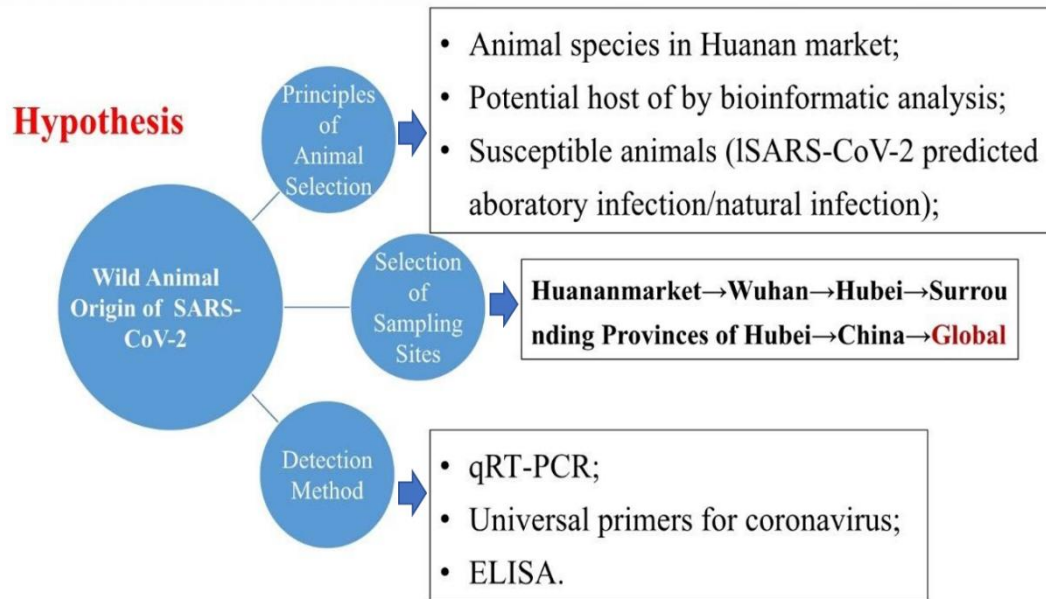 Hypothesis
Wild Animal
Origin of SARS-
CoV-2
Principles
of
Animal
Selection
• Animal species in Huanan market;
• Potential host of by bioinformatic analysis;
• Susceptible animals (lSARS-CoV-2 predicted
aboratory infection/natural infection);
Selection
of
Sampling
Sites
Huananmarket→Wuhan→Hubei→Surrou
nding Provinces of Hubei→China→Global
Detection
Method
• qRT-PCR;
• Universal primers for coronavirus;
• ELISA.